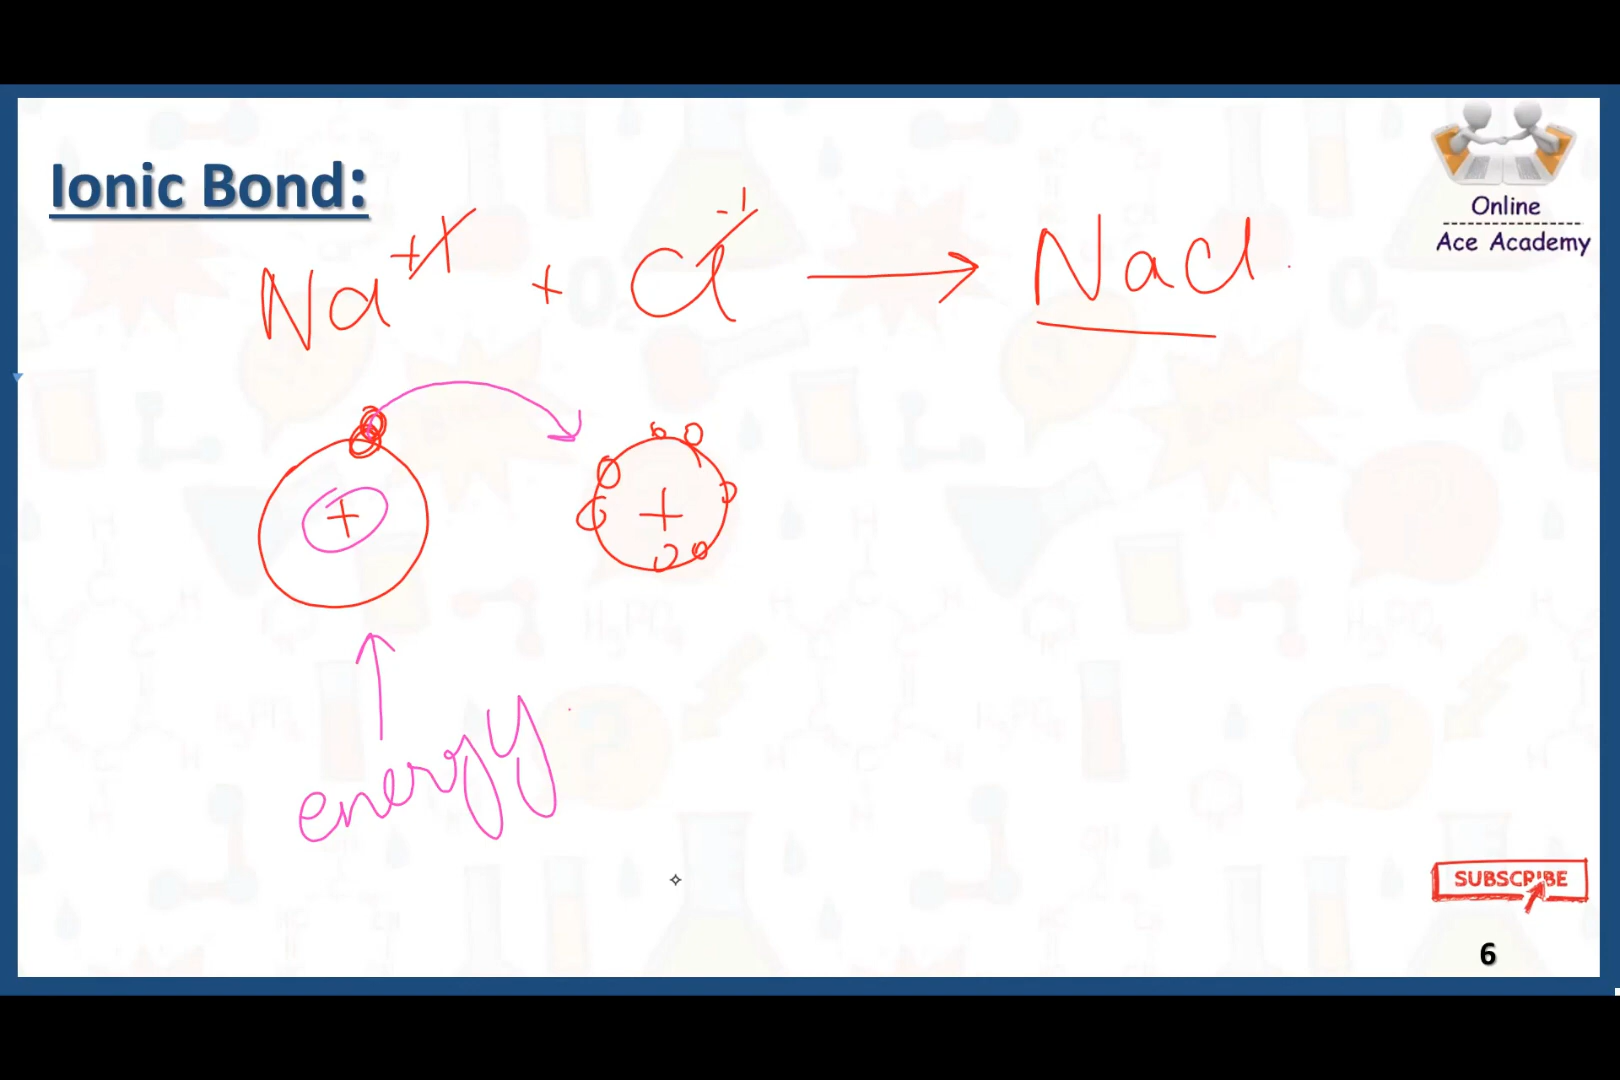 Ionic Bond:
Online
Ace Academy
Na⁺¹ + Cl⁻¹ → NaCl
+ +
energy
SUBSCRIBE
6